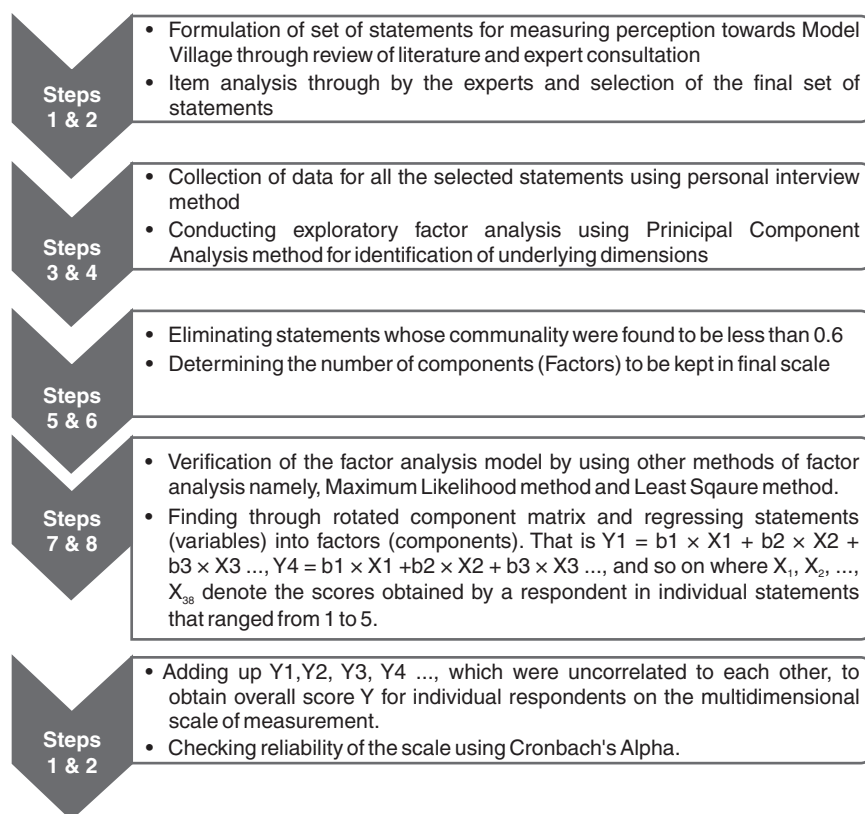 Steps
1 & 2
• Formulation of set of statements for measuring perception towards Model
Village through review of literature and expert consultation
• Item analysis through by the experts and selection of the final set of
statements
Steps
3 & 4
• Collection of data for all the selected statements using personal interview
method
• Conducting exploratory factor analysis using Prinicipal Component
Analysis method for identification of underlying dimensions
Steps
5 & 6
• Eliminating statements whose communality were found to be less than 0.6
• Determining the number of components (Factors) to be kept in final scale
Steps
7 & 8
• Verification of the factor analysis model by using other methods of factor
analysis namely, Maximum Likelihood method and Least Sqaure method.
• Finding through rotated component matrix and regressing statements
(variables) into factors (components). That is Y1 = b1 × X1 + b2 × X2 +
b3 × X3 ..., Y4 = b1 × X1 +b2 × X2 + b3 × X3 ..., and so on where X₁, X₂, ...,
X₃₈ denote the scores obtained by a respondent in individual statements
that ranged from 1 to 5.
Steps
1 & 2
• Adding up Y1,Y2, Y3, Y4 ..., which were uncorrelated to each other, to
obtain overall score Y for individual respondents on the multidimensional
scale of measurement.
• Checking reliability of the scale using Cronbach's Alpha.